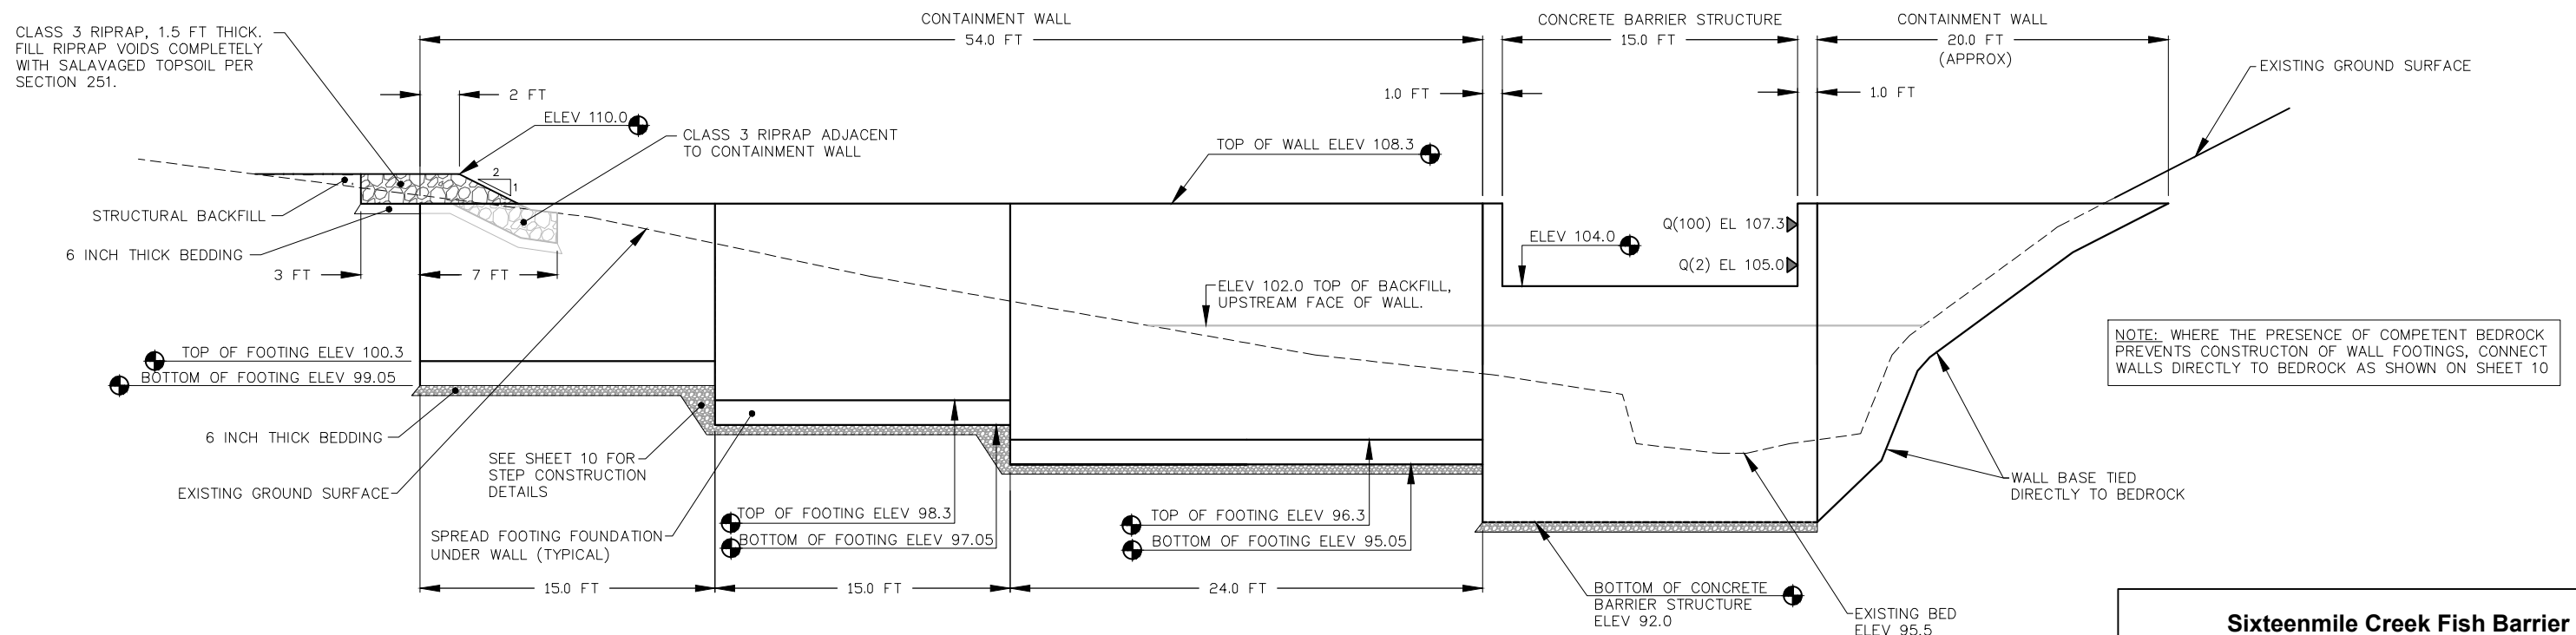 CONTAINMENT WALL
54.0 FT
CONCRETE BARRIER STRUCTURE
15.0 FT
CONTAINMENT WALL
20.0 FT
(APPROX)
CLASS 3 RIPRAP, 1.5 FT THICK.
FILL RIPRAP VOIDS COMPLETELY
WITH SALAVAGED TOPSOIL PER
SECTION 251.
2 FT
1.0 FT
1.0 FT
EXISTING GROUND SURFACE
ELEV 110.0
CLASS 3 RIPRAP ADJACENT
TO CONTAINMENT WALL
TOP OF WALL ELEV 108.3
2
1
STRUCTURAL BACKFILL
6 INCH THICK BEDDING
3 FT
7 FT
Q(100) EL 107.3
ELEV 104.0
Q(2) EL 105.0
ELEV 102.0 TOP OF BACKFILL,
UPSTREAM FACE OF WALL.
NOTE: WHERE THE PRESENCE OF COMPETENT BEDROCK
PREVENTS CONSTRUCTON OF WALL FOOTINGS, CONNECT
WALLS DIRECTLY TO BEDROCK AS SHOWN ON SHEET 10
TOP OF FOOTING ELEV 100.3
BOTTOM OF FOOTING ELEV 99.05
6 INCH THICK BEDDING
SEE SHEET 10 FOR
STEP CONSTRUCTION
DETAILS
EXISTING GROUND SURFACE
SPREAD FOOTING FOUNDATION
UNDER WALL (TYPICAL)
TOP OF FOOTING ELEV 98.3
BOTTOM OF FOOTING ELEV 97.05
TOP OF FOOTING ELEV 96.3
BOTTOM OF FOOTING ELEV 95.05
WALL BASE TIED
DIRECTLY TO BEDROCK
15.0 FT
15.0 FT
24.0 FT
BOTTOM OF CONCRETE
BARRIER STRUCTURE
ELEV 92.0
EXISTING BED
ELEV 95.5
Sixteenmile Creek Fish Barrier